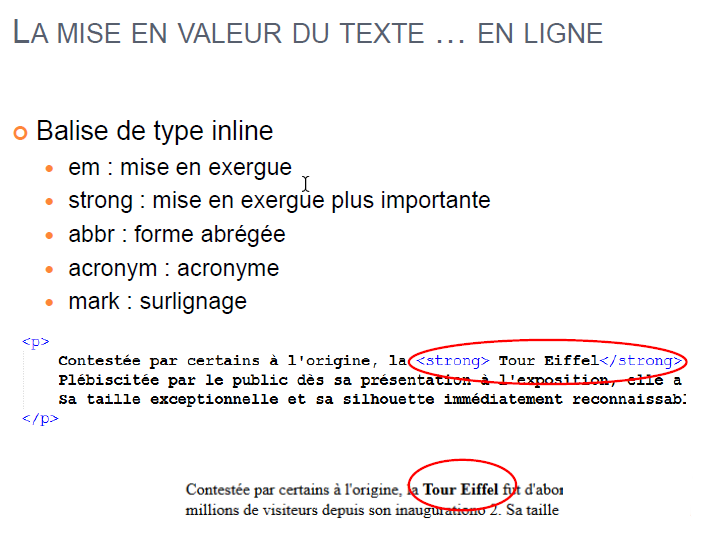 LA MISE EN VALEUR DU TEXTE … EN LIGNE
Balise de type inline
em : mise en exergue
strong : mise en exergue plus importante
abbr : forme abrégée
acronym : acronyme
mark : surlignage
<p>
Contestée par certains à l'origine, la <strong> Tour Eiffel</strong>
Plébiscitée par le public dès sa présentation à l'exposition, elle a
Sa taille exceptionnelle et sa silhouette immédiatement reconnaissabl
</p>
Contestée par certains à l'origine, la Tour Eiffel fut d'abor
millions de visiteurs depuis son inauguration 2. Sa taille